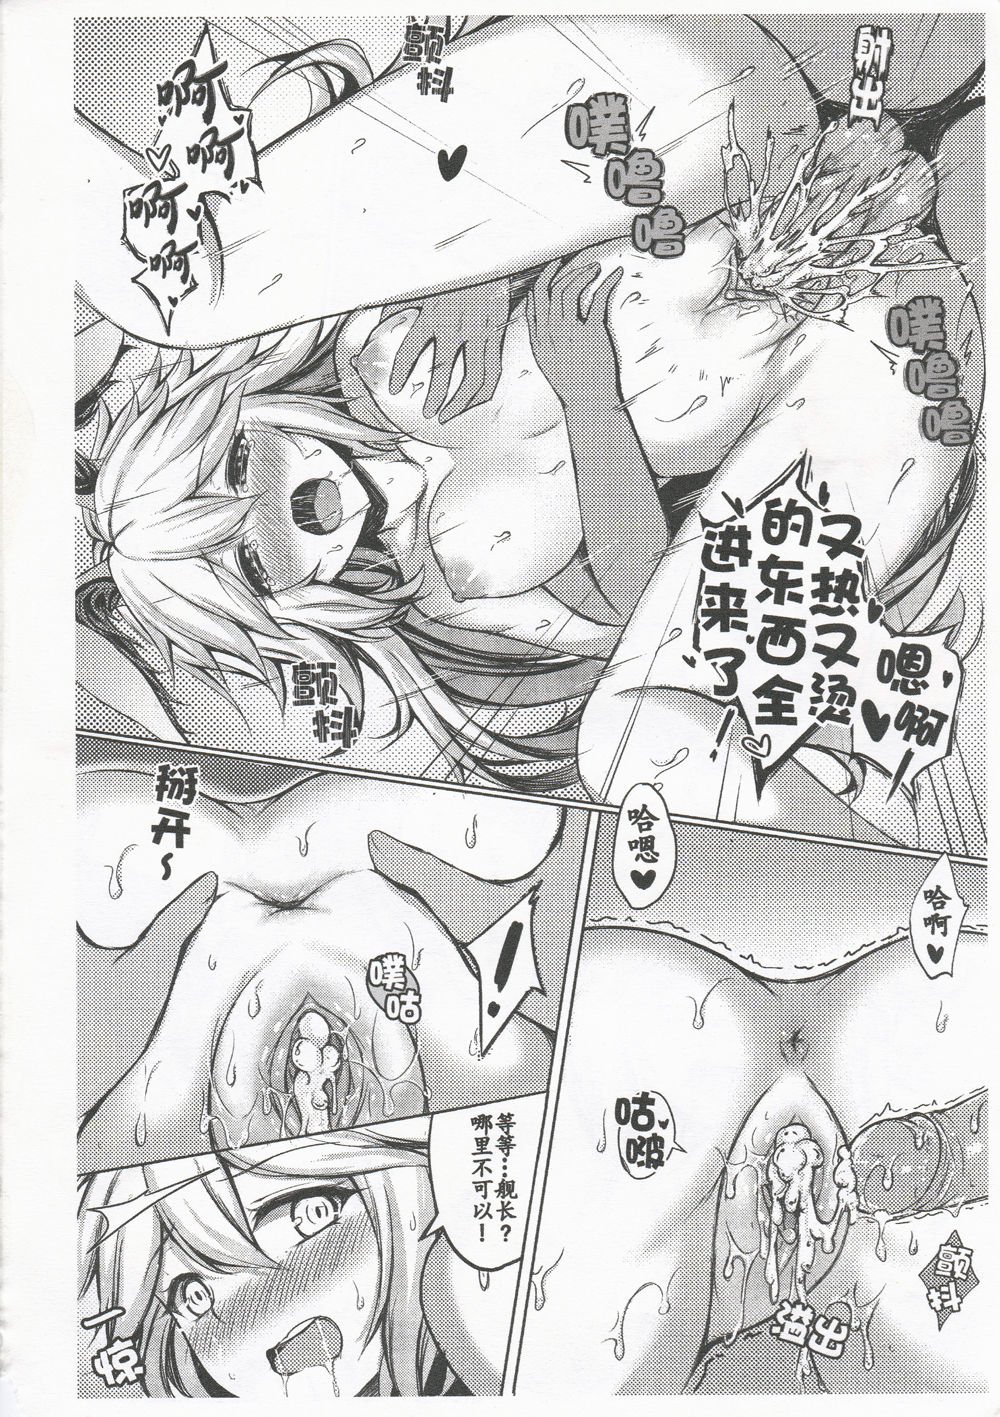 射出
颤抖
噗噜噜
啊
啊
啊
啊
噗噜噜
嗯啊！
又热又烫
的东西全
进来了！
颤抖
哈嗯
哈啊
咕啵
颤抖
溢出
掰开～
！
噗咕
等等…舰长？
哪里不可以！
一惊